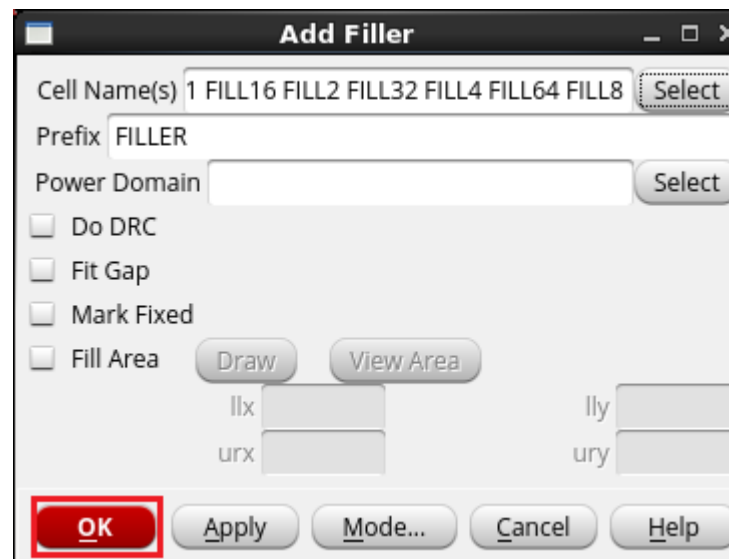 Add Filler
Cell Name(s) 1 FILL16 FILL2 FILL32 FILL4 FILL64 FILL8 Select
Prefix FILLER
Power Domain Select
Do DRC
Fit Gap
Mark Fixed
Fill Area Draw View Area
llx lly
urx ury
OK Apply Mode... Cancel Help